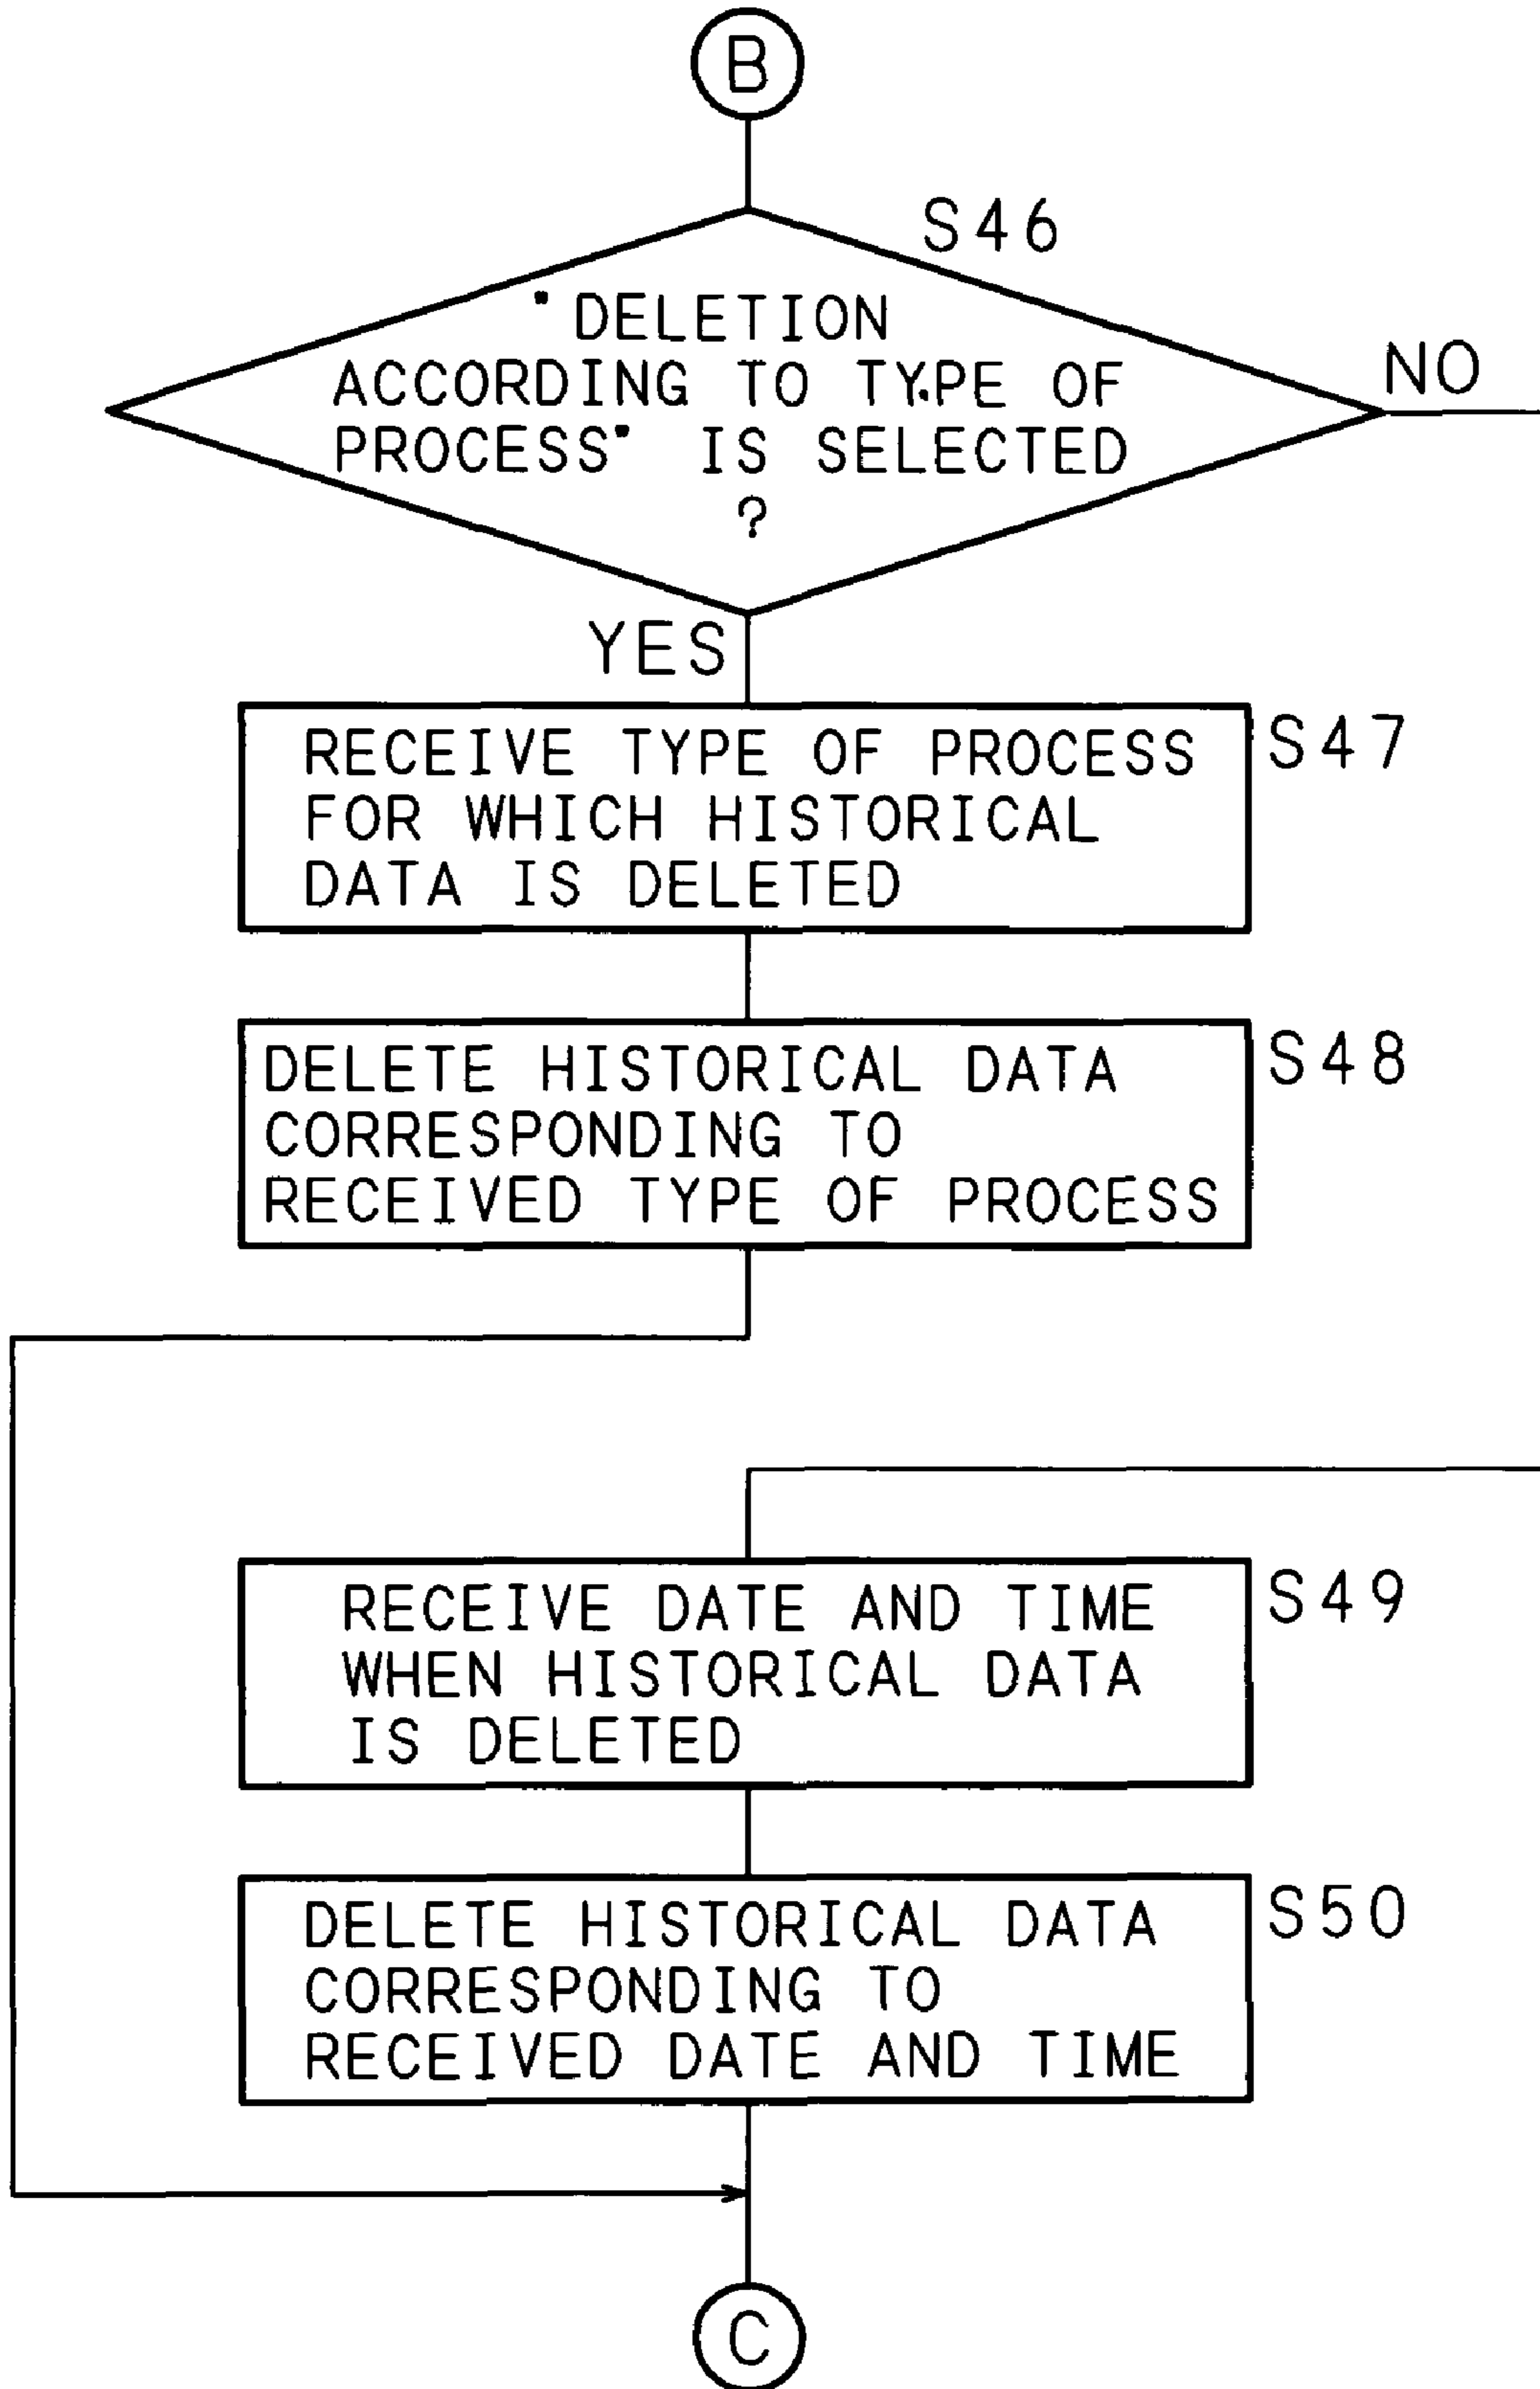 B
S46
"DELETION
ACCORDING TO TYPE OF
PROCESS" IS SELECTED
?
NO
YES
RECEIVE TYPE OF PROCESS
FOR WHICH HISTORICAL
DATA IS DELETED
S47
DELETE HISTORICAL DATA
CORRESPONDING TO
RECEIVED TYPE OF PROCESS
S48
RECEIVE DATE AND TIME
WHEN HISTORICAL DATA
IS DELETED
S49
DELETE HISTORICAL DATA
CORRESPONDING TO
RECEIVED DATE AND TIME
S50
C